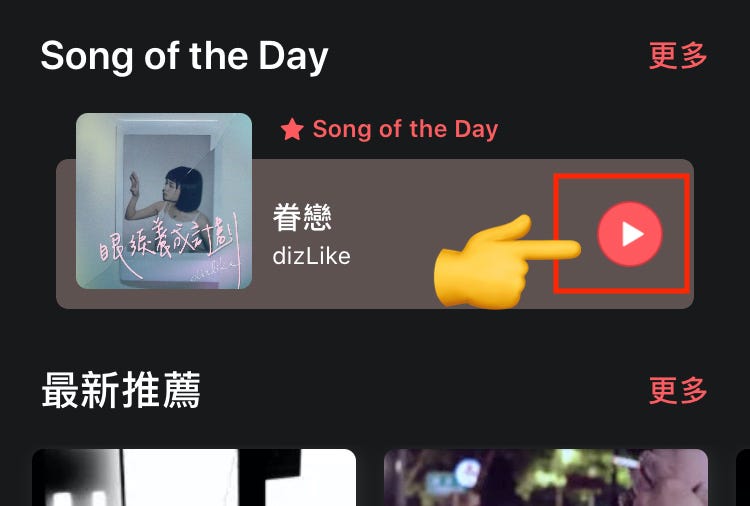 Song of the Day
更多
Song of the Day
眼淚養成計劃
dizlike
眷戀
dizLike
最新推薦
更多